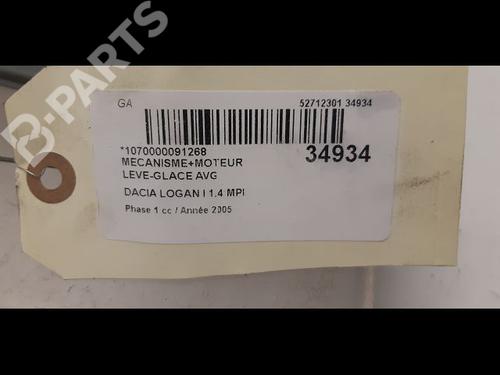 B-PARTS
GA 52712301 34934
*1070000091268 34934
MECANISME+MOTEUR
LEVE-GLACE AVG
DACIA LOGAN I 1.4 MPI
Phase 1 cc / Année 2005